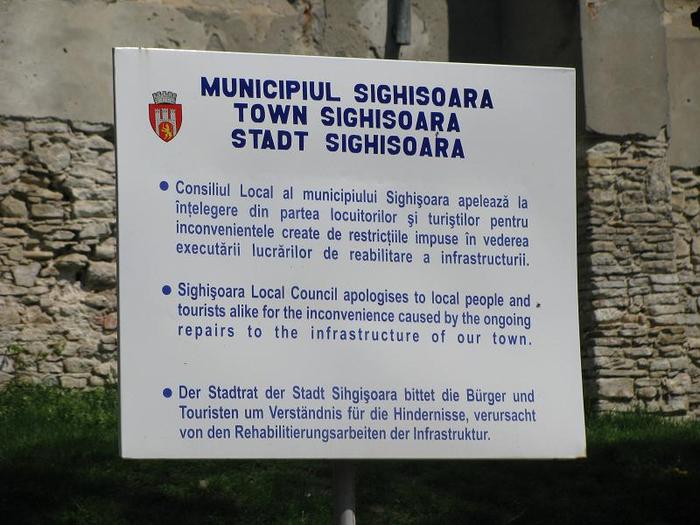 MUNICIPIUL SIGHISOARA
TOWN SIGHISOARA
STADT SIGHISOARA
• Consiliul Local al municipiului Sighişoara apelează la
înţelegere din partea locuitorilor şi turiştilor pentru
inconvenientele create de restricţiile impuse în vederea
executării lucrărilor de reabilitare a infrastructurii.
• Sighişoara Local Council apologises to local people and
tourists alike for the inconvenience caused by the ongoing
repairs to the infrastructure of our town.
• Der Stadtrat der Stadt Sihgişoara bittet die Bürger und
Touristen um Verständnis für die Hindernisse, verursacht
von den Rehabilitierungsarbeiten der Infrastruktur.